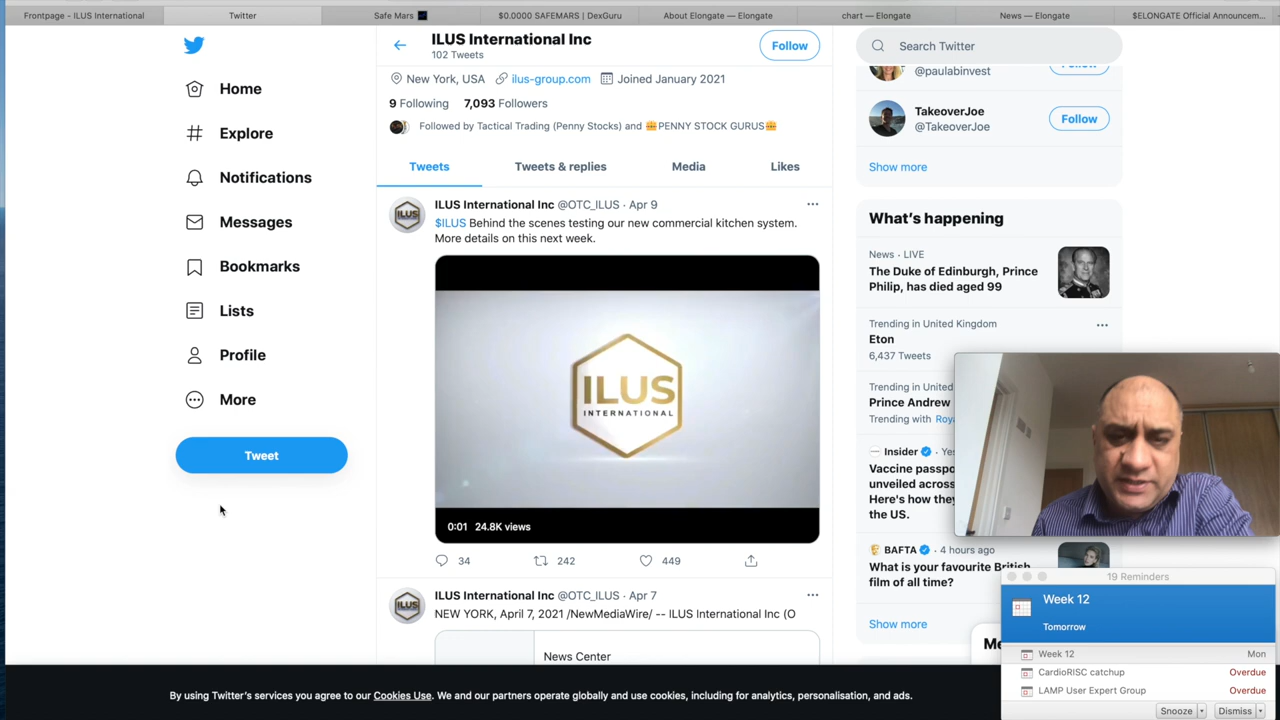 Frontpage - ILUS International
Twitter
Safe Mars
$0.0000 SAFEMARS | DexGuru
About Elongate — Elongate
chart — Elongate
News — Elongate
$ELONGATE Official Announcem...
Home
Explore
Notifications
Messages
Bookmarks
Lists
Profile
More
Tweet
ILUS International Inc
102 Tweets
Follow
New York, USA ilus-group.com Joined January 2021
9 Following 7,093 Followers
Followed by Tactical Trading (Penny Stocks) and PENNY STOCK GURUS
Tweets
Tweets & replies
Media
Likes
ILUS International Inc @OTC_ILUS · Apr 9
$ILUS Behind the scenes testing our new commercial kitchen system.
More details on this next week.
ILUS
INTERNATIONAL
0:01 24.8K views
34
242
449
ILUS International Inc @OTC_ILUS · Apr 7
NEW YORK, April 7, 2021 /NewMediaWire/ -- ILUS International Inc (O
News Center
Search Twitter
@paulabinvest
TakeoverJoe
@TakeoverJoe
Follow
Show more
What's happening
News · LIVE
The Duke of Edinburgh, Prince
Philip, has died aged 99
Trending in United Kingdom
Eton
6,437 Tweets
Trending in United
Prince Andrew
Trending with
Insider
Vaccine
unveiled across
Here's how they
the US.
BAFTA · 4 hours ago
What is your favourite British
film of all time?
Show more
19 Reminders
Week 12
Tomorrow
Week 12 Mon
CardioRISC catchup Overdue
LAMP User Expert Group Overdue
Snooze
Dismiss
By using Twitter's services you agree to our Cookies Use. We and our partners operate globally and use cookies, including for analytics, personalisation, and ads.